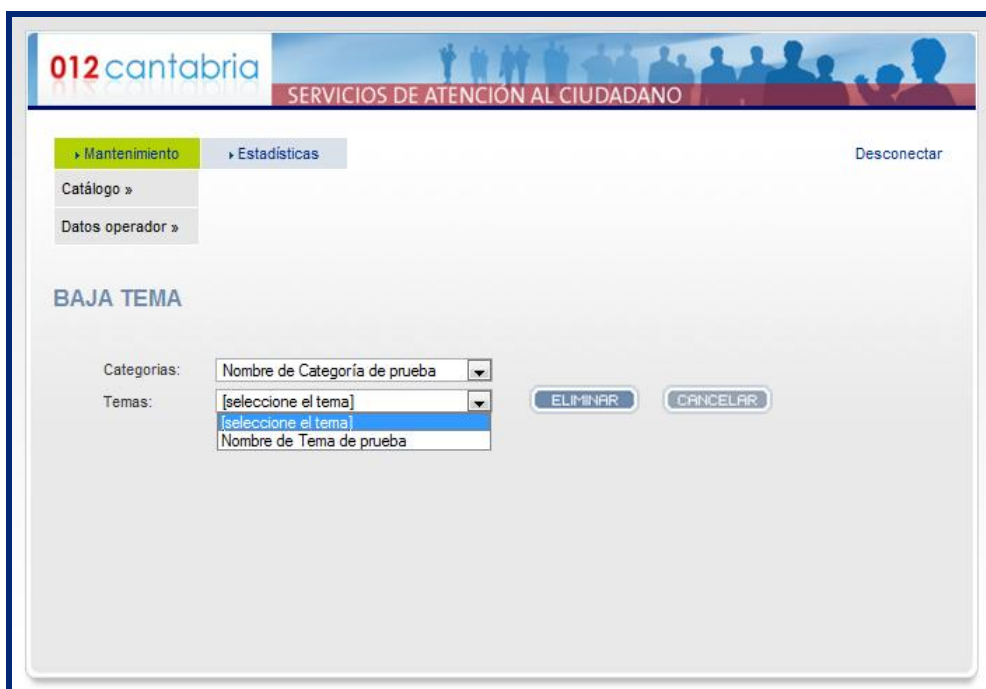 012 cantabria
SERVICIOS DE ATENCIÓN AL CIUDADANO
Mantenimiento Estadísticas Desconectar
Catálogo »
Datos operador »
BAJA TEMA
Categorias: Nombre de Categoría de prueba
Temas: [seleccione el tema] ELIMINAR CANCELAR
[seleccione el tema]
Nombre de Tema de prueba